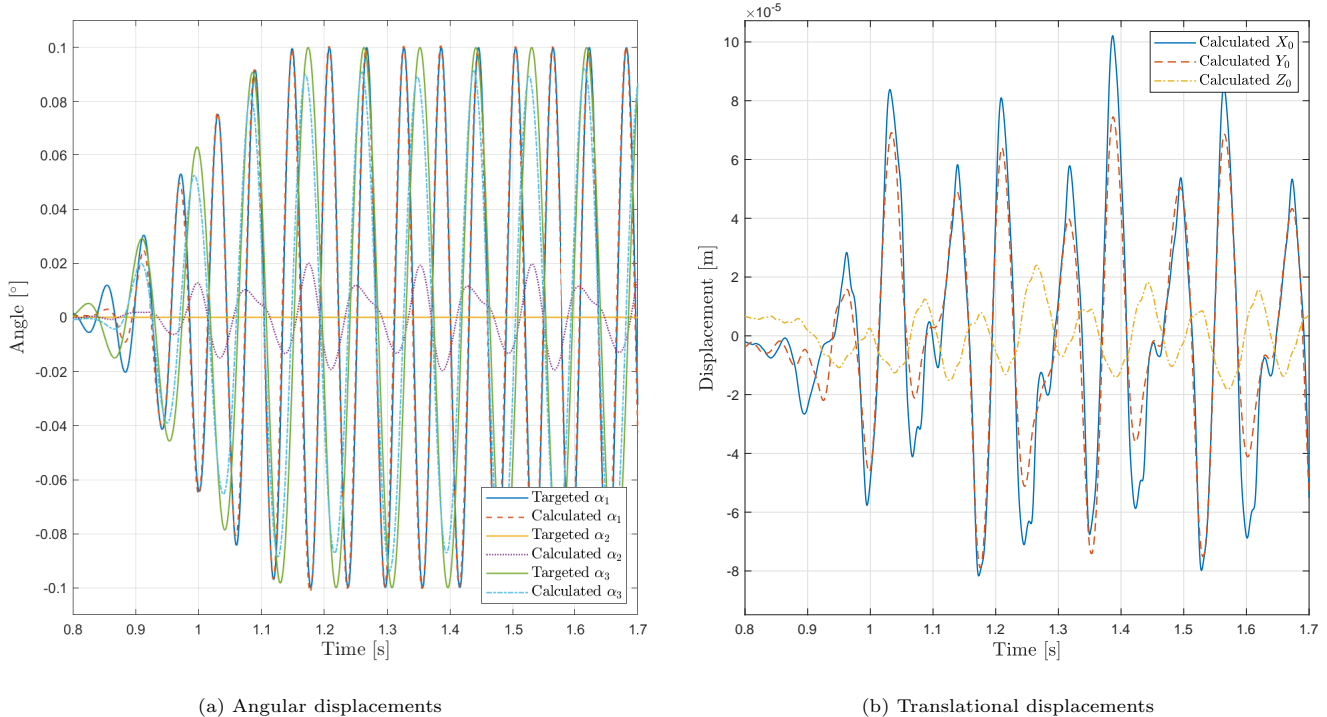 0.1
0.08
0.06
0.04
0.02
0
-0.02
-0.04
-0.06
-0.08
-0.1
Angle [°]
0.8 0.9 1 1.1 1.2 1.3 1.4 1.5 1.6 1.7
Time [s]
Targeted α₁
Calculated α₁
Targeted α₂
Calculated α₂
Targeted α₃
Calculated α₃
(a) Angular displacements
×10⁻⁵
10
8
6
4
2
0
-2
-4
-6
-8
Displacement [m]
0.8 0.9 1 1.1 1.2 1.3 1.4 1.5 1.6 1.7
Time [s]
Calculated X₀
Calculated Y₀
Calculated Z₀
(b) Translational displacements